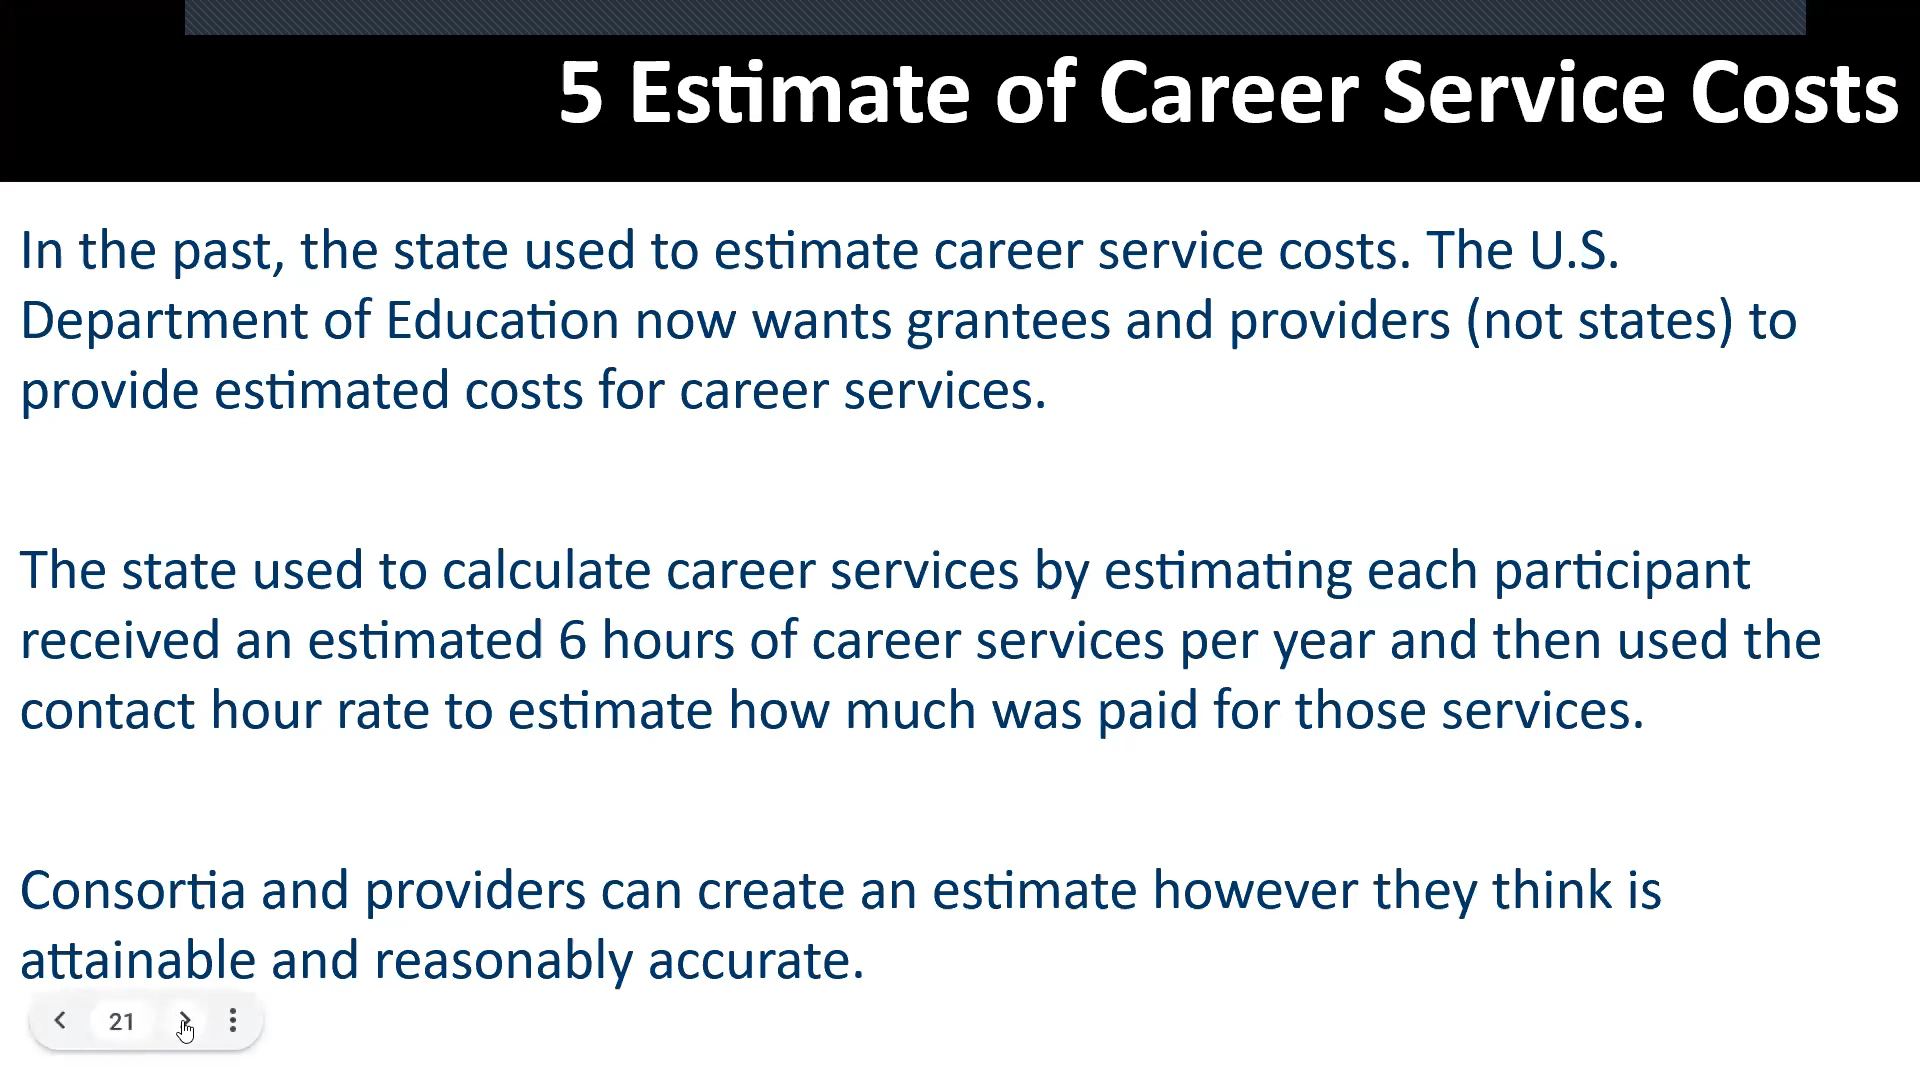 5 Estimate of Career Service Costs
In the past, the state used to estimate career service costs. The U.S.
Department of Education now wants grantees and providers (not states) to
provide estimated costs for career services.
The state used to calculate career services by estimating each participant
received an estimated 6 hours of career services per year and then used the
contact hour rate to estimate how much was paid for those services.
Consortia and providers can create an estimate however they think is
attainable and reasonably accurate.
21